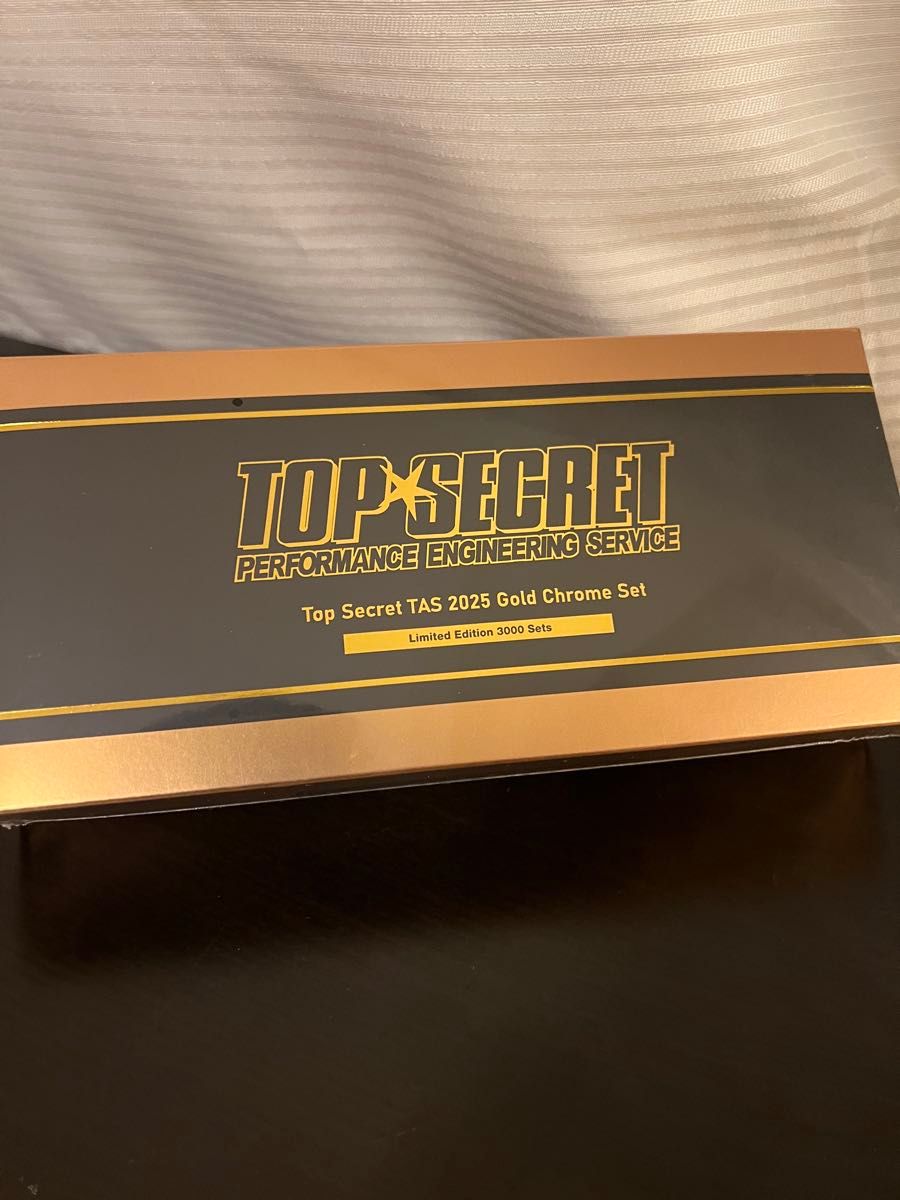 TOP SECRET
PERFORMANCE ENGINEERING SERVICE
Top Secret TAS 2025 Gold Chrome Set
Limited Edition 3000 Sets